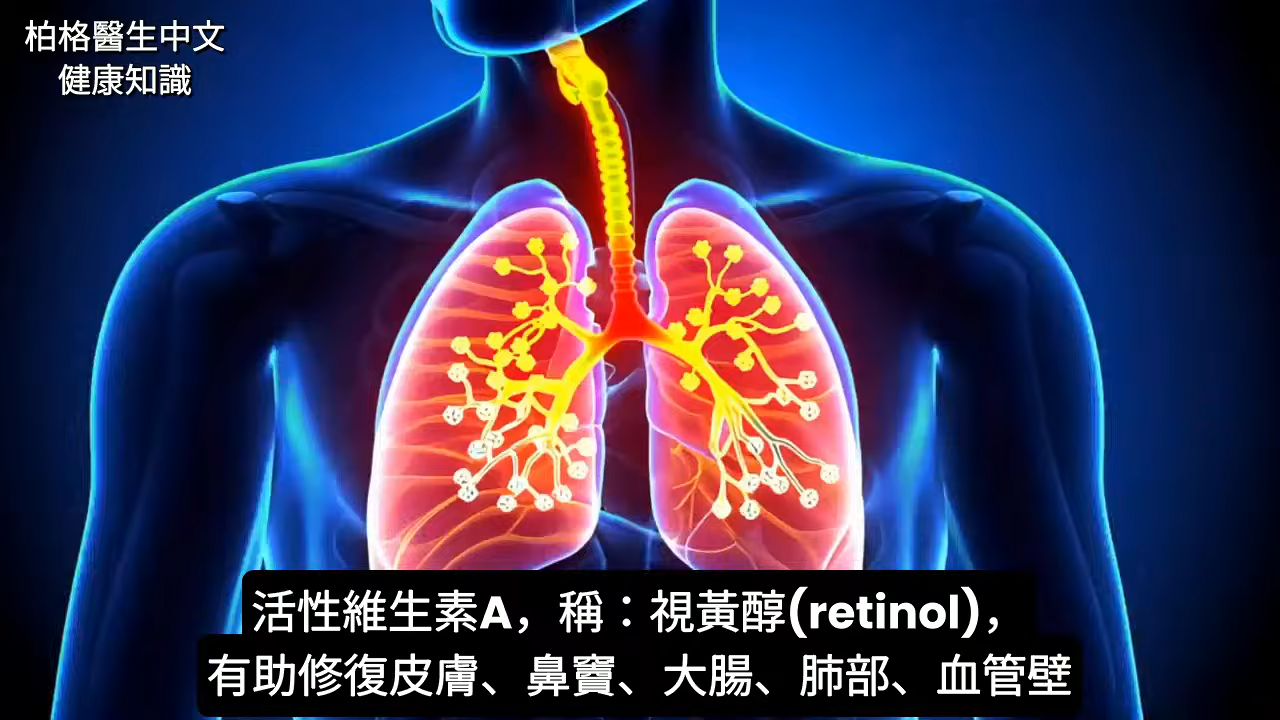 柏格醫生中文
健康知識
活性維生素A，稱：視黃醇(retinol)，
有助修復皮膚、鼻竇、大腸、肺部、血管壁